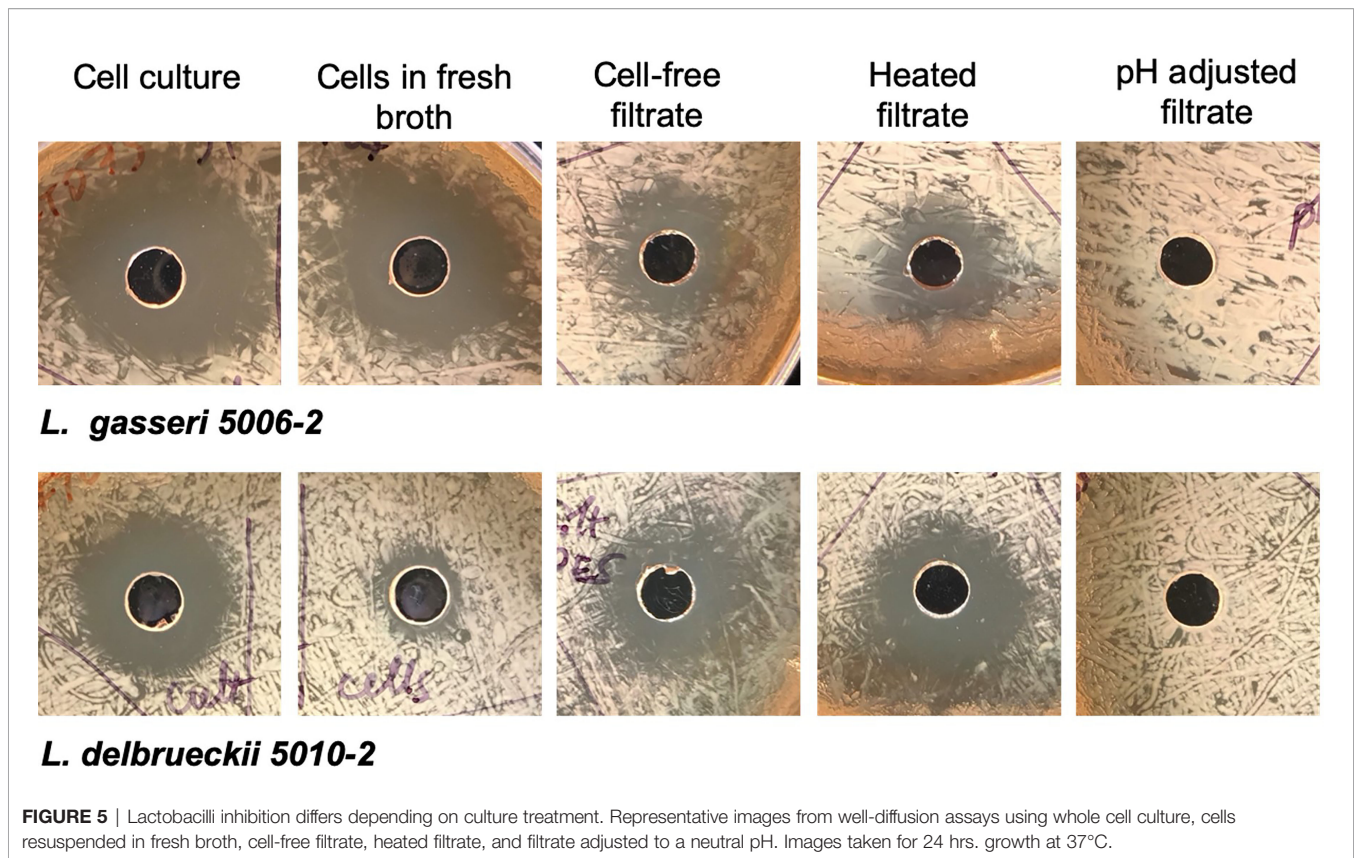 Cell culture
Cells in fresh
broth
Cell-free
filtrate
Heated
filtrate
pH adjusted
filtrate
cult
cells
L. gasseri 5006-2
L. delbrueckii 5010-2
FIGURE 5 | Lactobacilli inhibition differs depending on culture treatment. Representative images from well-diffusion assays using whole cell culture, cells
resuspended in fresh broth, cell-free filtrate, heated filtrate, and filtrate adjusted to a neutral pH. Images taken for 24 hrs. growth at 37°C.